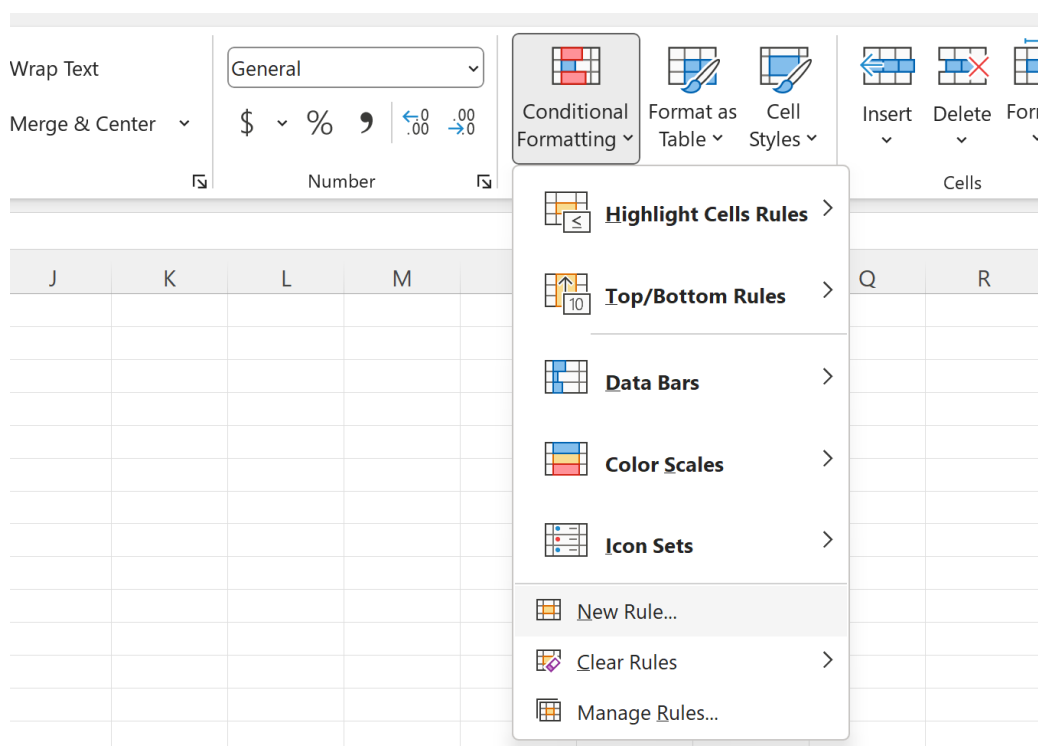 Wrap Text
Merge & Center
General
$ % , ←0 .00 .00 →0
Number
Conditional Formatting
Format as Table
Cell Styles
Insert
Delete
Cells
≤ Highlight Cells Rules
10 Top/Bottom Rules
Data Bars
Color Scales
Icon Sets
New Rule...
Clear Rules
Manage Rules...
J K L M Q R